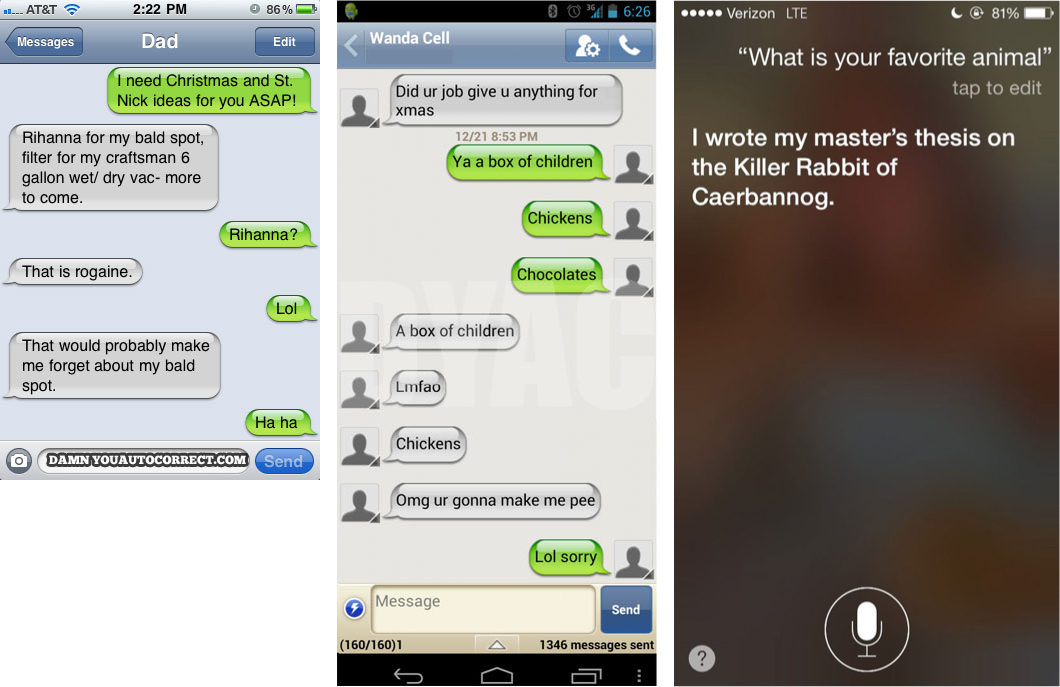 AT&T 2:22 PM 86%
Messages Dad Edit
I need Christmas and St.
Nick ideas for you ASAP!
Rihanna for my bald spot,
filter for my craftsman 6
gallon wet/ dry vac- more
to come.
Rihanna?
That is rogaine.
Lol
That would probably make
me forget about my bald
spot.
Ha ha
DAMNYOUAUTOCORRECT.COM Send
3G 6:26
Wanda Cell
Did ur job give u anything for
xmas
12/21 8:53 PM
Ya a box of children
Chickens
Chocolates
DYAC
A box of children
Lmfao
Chickens
Omg ur gonna make me pee
Lol sorry
Message
Send
(160/160)1 1346 messages sent
Verizon LTE 81%
“What is your favorite animal”
tap to edit
I wrote my master’s thesis on
the Killer Rabbit of
Caerbannog.
?